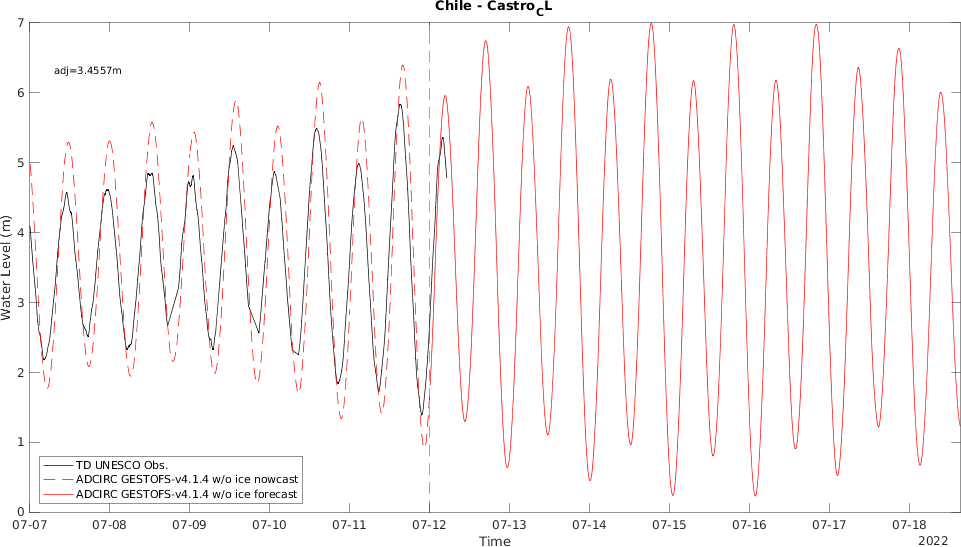 Chile - Castro_CL
7
6
5
4
3
2
1
0
Water Level (m)
adj=3.4557m
TD UNESCO Obs.
ADCIRC GESTOFS-v4.1.4 w/o ice nowcast
ADCIRC GESTOFS-v4.1.4 w/o ice forecast
07-07 07-08 07-09 07-10 07-11 07-12 07-13 07-14 07-15 07-16 07-17 07-18
Time
2022